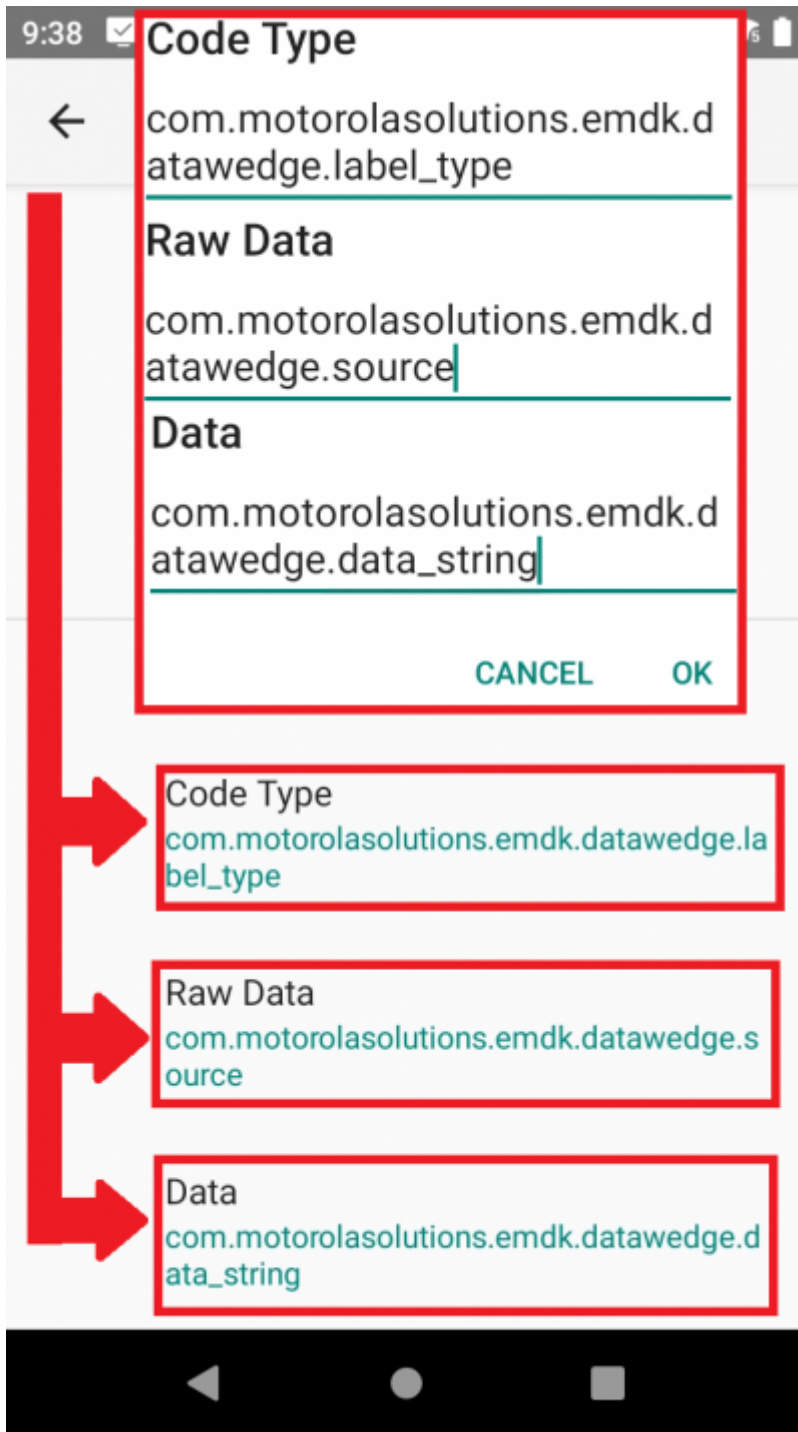 9:38
Code Type
com.motorolasolutions.emdk.d
atawedge.label_type
Raw Data
com.motorolasolutions.emdk.d
atawedge.source
Data
com.motorolasolutions.emdk.d
atawedge.data_string
CANCEL OK
Code Type
com.motorolasolutions.emdk.datawedge.la
bel_type
Raw Data
com.motorolasolutions.emdk.datawedge.s
ource
Data
com.motorolasolutions.emdk.datawedge.d
ata_string